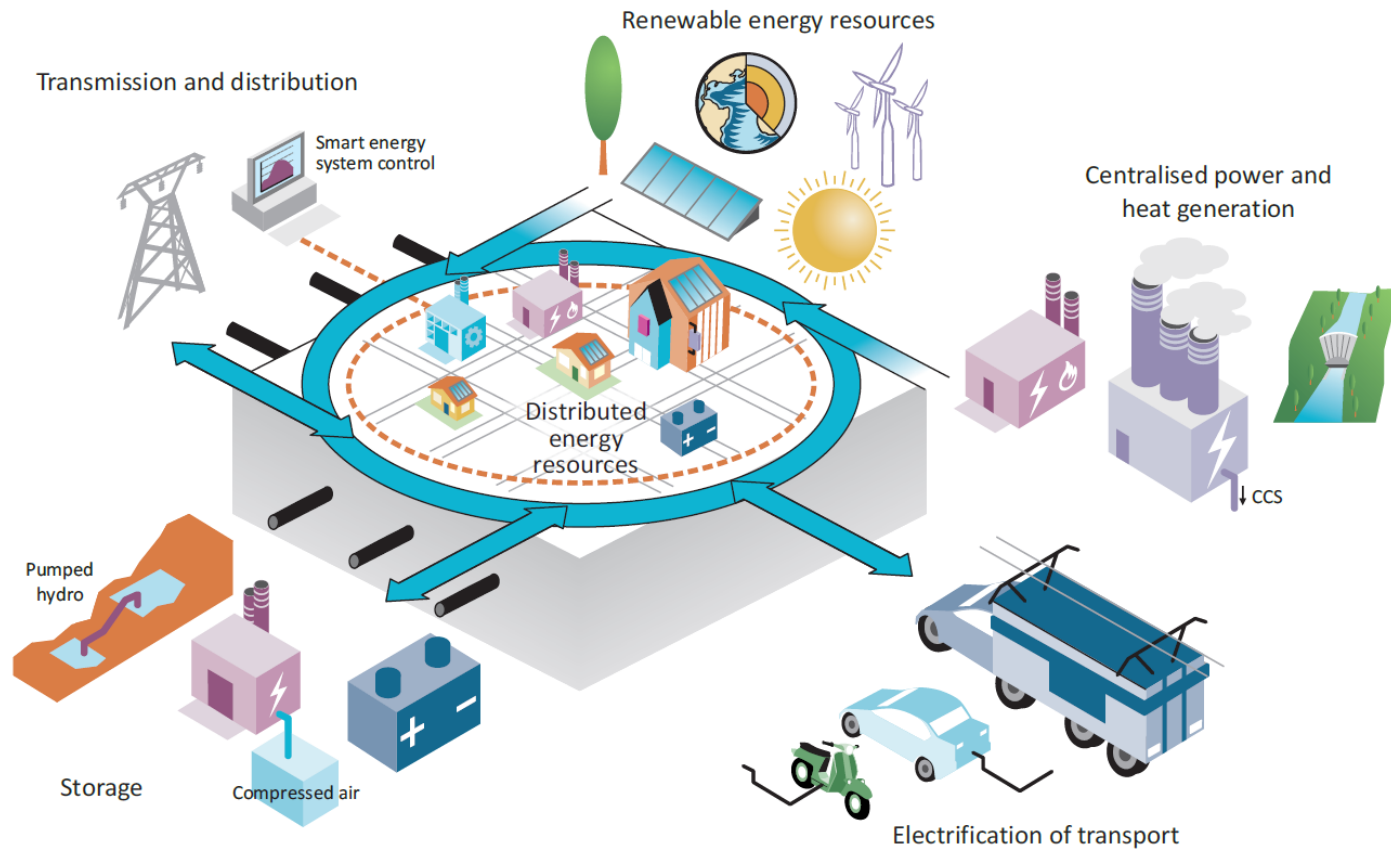 Renewable energy resources
Transmission and distribution
Smart energy
system control
Centralised power and
heat generation
Distributed
energy
resources
CCS
Pumped
hydro
+ −
+ −
Storage
Compressed air
Electrification of transport